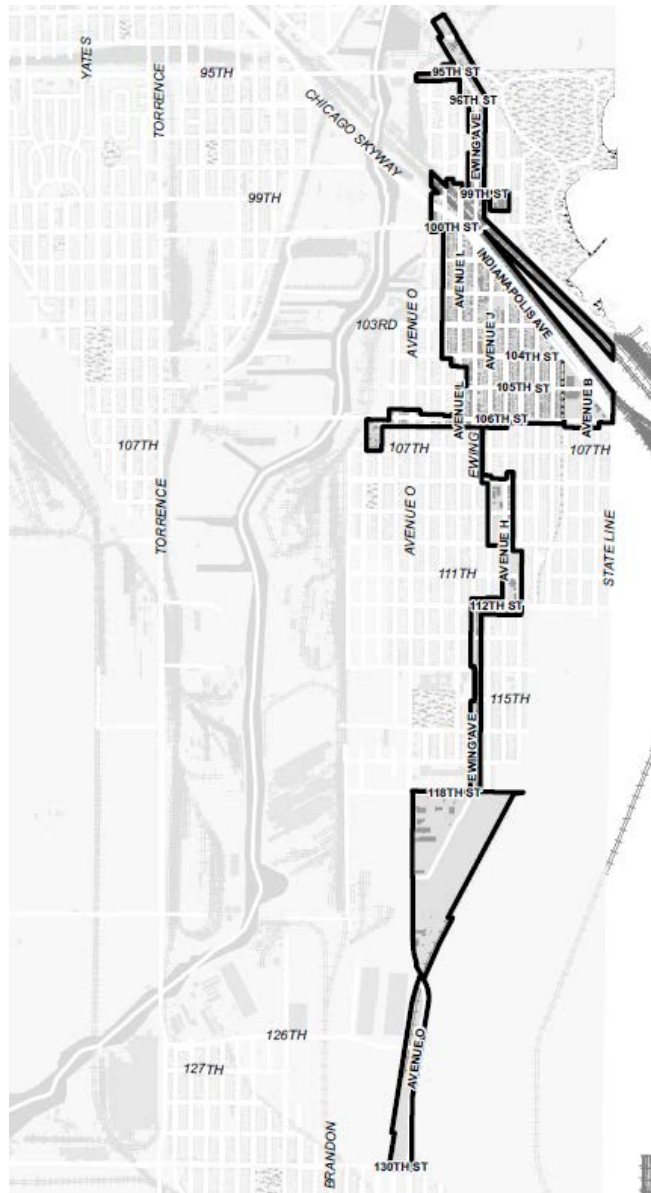 YATES
TORRENCE
95TH
95TH ST
96TH ST
CHICAGO SKYWAY
EWING AVE
99TH
99TH ST
100TH ST
AVENUE L
INDIANAPOLIS AVE
103RD
AVENUE O
AVENUE J
104TH ST
105TH ST
AVENUE L
AVENUE B
106TH ST
107TH
107TH
EWING
107TH
TORRENCE
AVENUE O
AVENUE H
111TH
STATE LINE
112TH ST
115TH
EWING AVE
118TH ST
126TH
AVENUE O
127TH
BRANDON
130TH ST